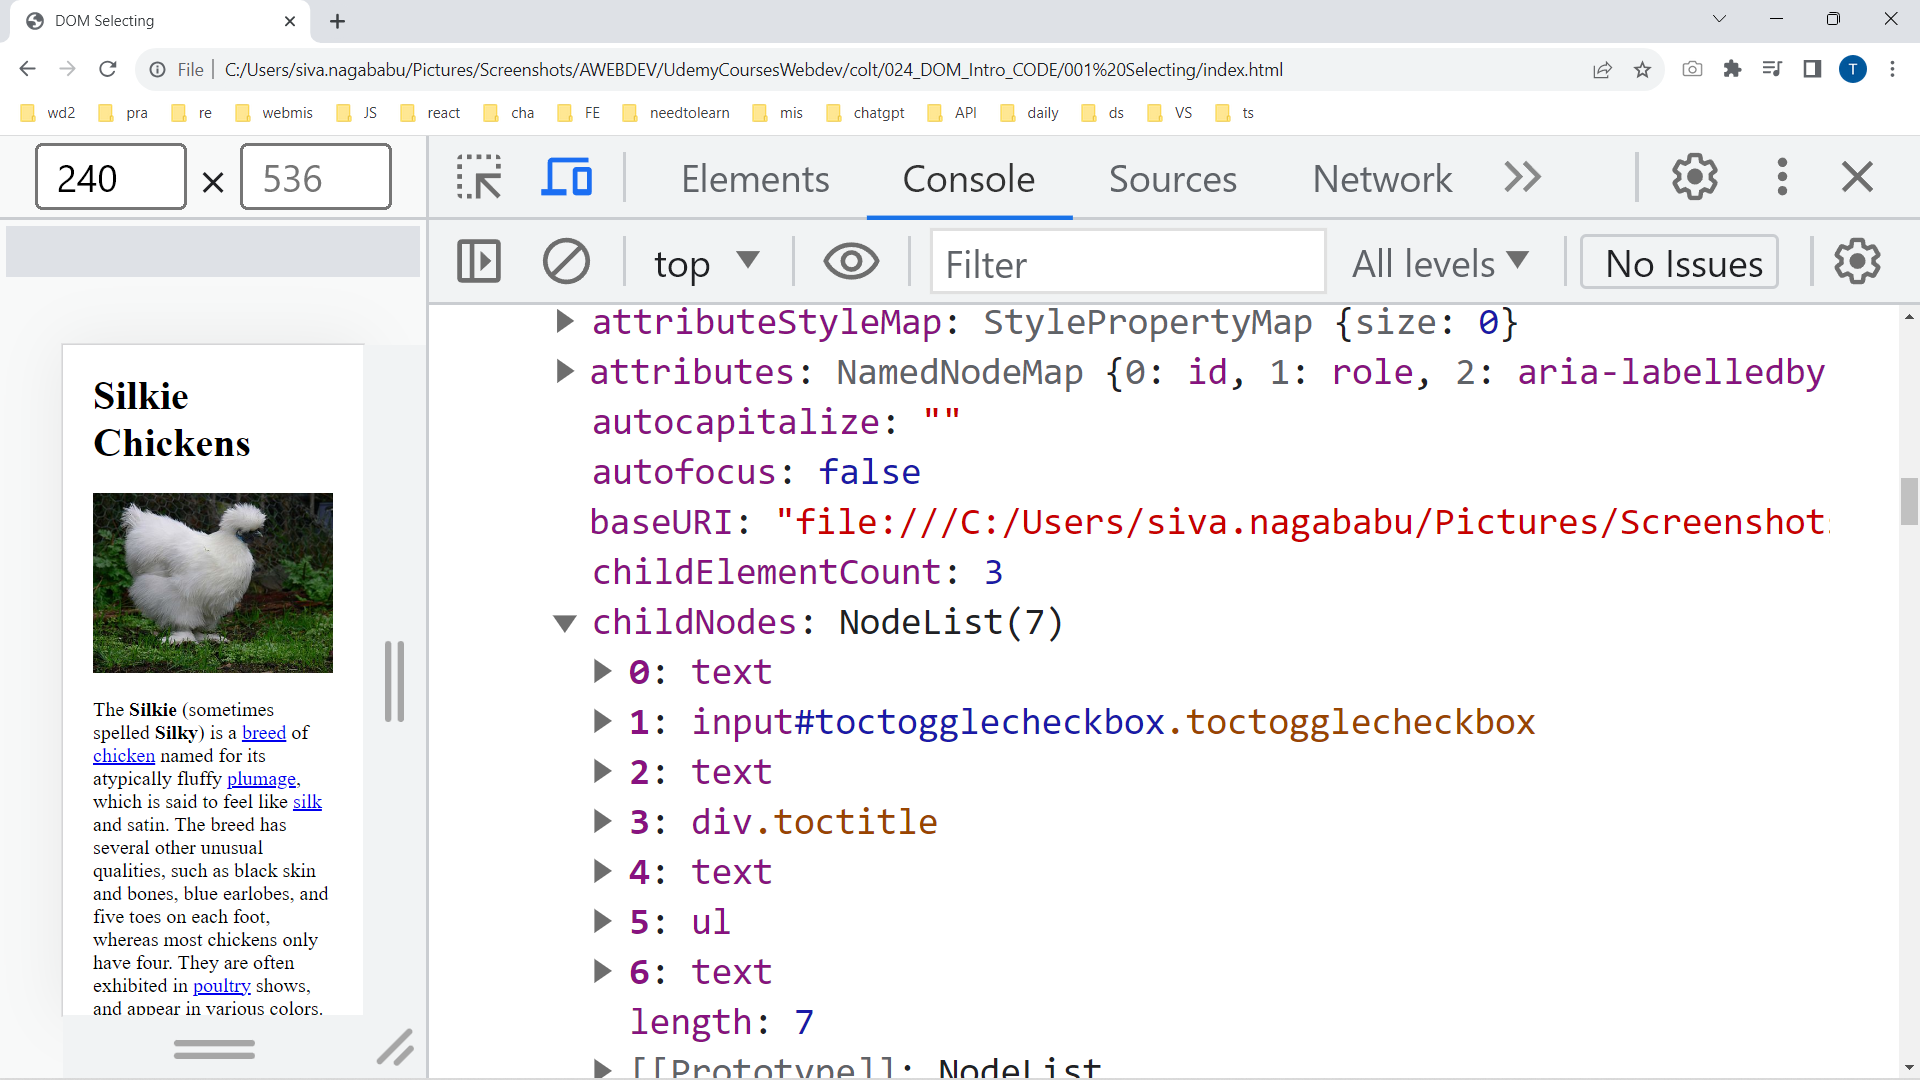 DOM Selecting
File
C:/Users/siva.nagababu/Pictures/Screenshots/AWEBDEV/UdemyCoursesWebdev/colt/024_DOM_Intro_CODE/001%20Selecting/index.html
T
wd2 pra re webmis JS react cha FE needtolearn mis chatgpt API daily ds VS ts
240 × 536
Elements Console Sources Network
top Filter All levels No Issues
Silkie
Chickens
The Silkie (sometimes
spelled Silky) is a breed of
chicken named for its
atypically fluffy plumage,
which is said to feel like silk
and satin. The breed has
several other unusual
qualities, such as black skin
and bones, blue earlobes, and
five toes on each foot,
whereas most chickens only
have four. They are often
exhibited in poultry shows,
and appear in various colors.
attributeStyleMap: StylePropertyMap {size: 0}
attributes: NamedNodeMap {0: id, 1: role, 2: aria-labelledby
autocapitalize: ""
autofocus: false
baseURI: "file:///C:/Users/siva.nagababu/Pictures/Screenshot
childElementCount: 3
childNodes: NodeList(7)
0: text
1: input#toctogglecheckbox.toctogglecheckbox
2: text
3: div.toctitle
4: text
5: ul
6: text
length: 7
[[Prototype]]: NodeList